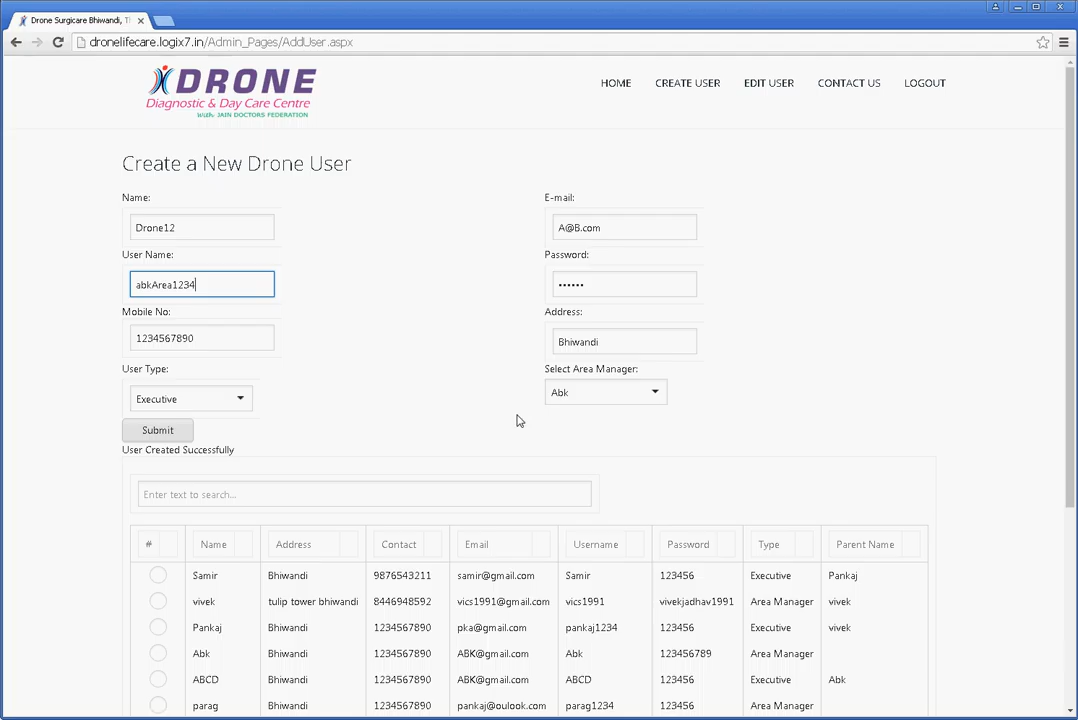 Drone Surgicare Bhiwandi, Th
dronelifecare.logix7.in/Admin_Pages/AddUser.aspx
DRONE
Diagnostic & Day Care Centre
With: JAIN DOCTORS FEDERATION
HOME CREATE USER EDIT USER CONTACT US LOGOUT
Create a New Drone User
Name: E-mail:
Drone12 A@B.com
User Name: Password:
abkArea1234 ••••••
Mobile No: Address:
1234567890 Bhiwandi
User Type: Select Area Manager:
Executive Abk
Submit
User Created Successfully
Enter text to search...
# Name Address Contact Email Username Password Type Parent Name
Samir Bhiwandi 9876543211 samir@gmail.com Samir 123456 Executive Pankaj
vivek tulip tower bhiwandi 8446948592 vics1991@gmail.com vics1991 vivekjadhav1991 Area Manager vivek
Pankaj Bhiwandi 1234567890 pka@gmail.com pankaj1234 123456 Executive vivek
Abk Bhiwandi 1234567890 ABK@gmail.com Abk 123456789 Area Manager
ABCD Bhiwandi 1234567890 ABK@gmail.com ABCD 123456 Executive Abk
parag Bhiwandi 1234567890 pankaj@oulook.com parag1234 123456 Area Manager